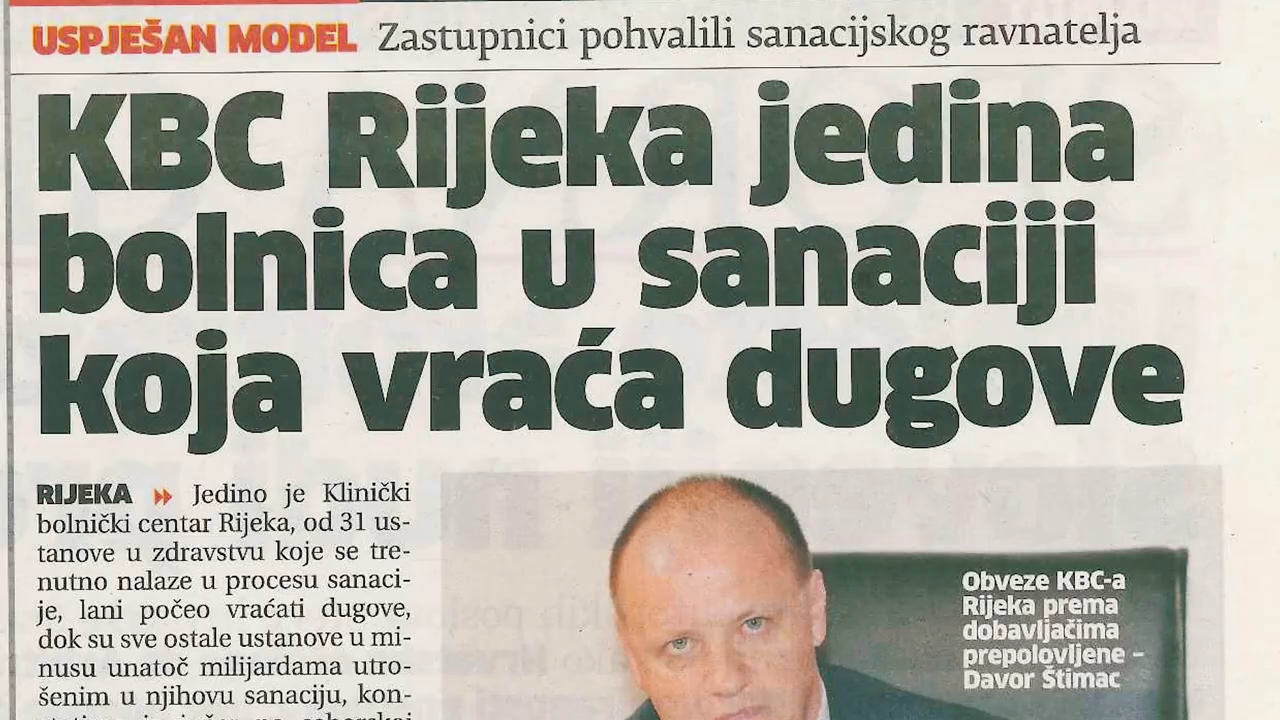 USPJEŠAN MODEL Zastupnici pohvalili sanacijskog ravnatelja
KBC Rijeka jedina
bolnica u sanaciji
koja vraća dugove
RIJEKA Jedino je Klinički
bolnički centar Rijeka, od 31 us-
tanove u zdravstvu koje se tre-
nutno nalaze u procesu sanaci-
je, lani počeo vraćati dugove,
dok su sve ostale ustanove u mi-
nusu unatoč milijardama utro-
šenim u njihovu sanaciju, kon-
Obveze KBC-a
Rijeka prema
dobavljačima
prepolovljene –
Davor Štimac